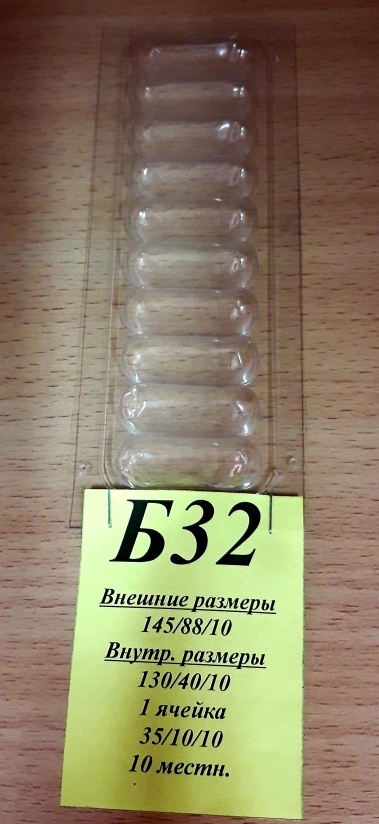 Б32
Внешние размеры
145/88/10
Внутр. размеры
130/40/10
1 ячейка
35/10/10
10 местн.